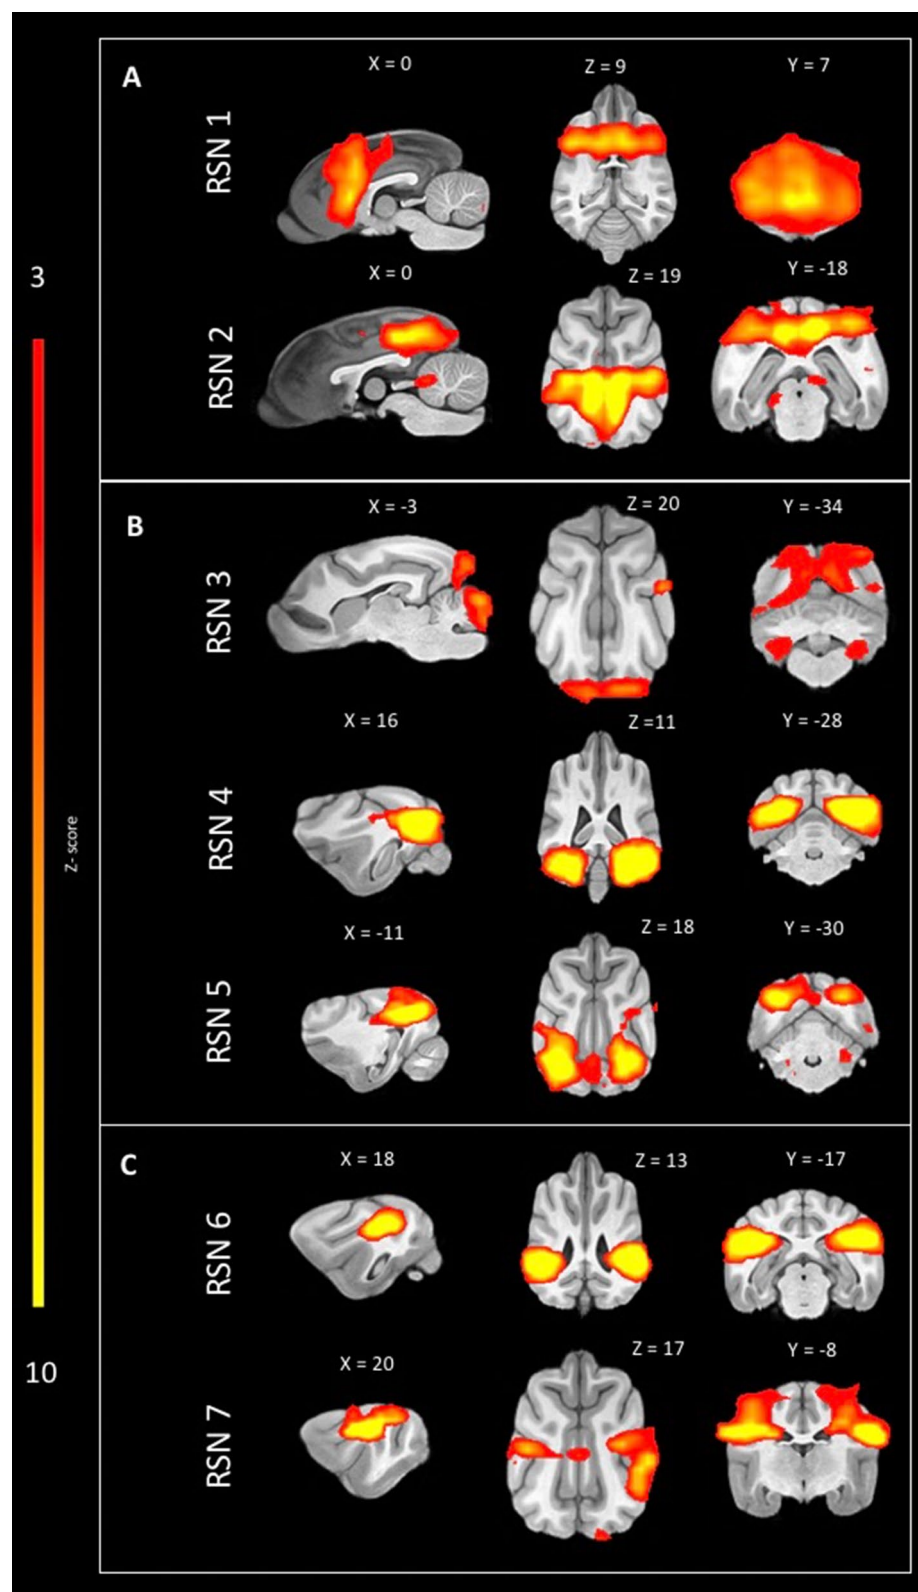 3
Z- score
10
A
RSN 1
X = 0
Z = 9
Y = 7
RSN 2
X = 0
Z = 19
Y = -18
B
RSN 3
X = -3
Z = 20
Y = -34
RSN 4
X = 16
Z =11
Y = -28
RSN 5
X = -11
Z = 18
Y = -30
C
RSN 6
X = 18
Z = 13
Y = -17
RSN 7
X = 20
Z = 17
Y = -8